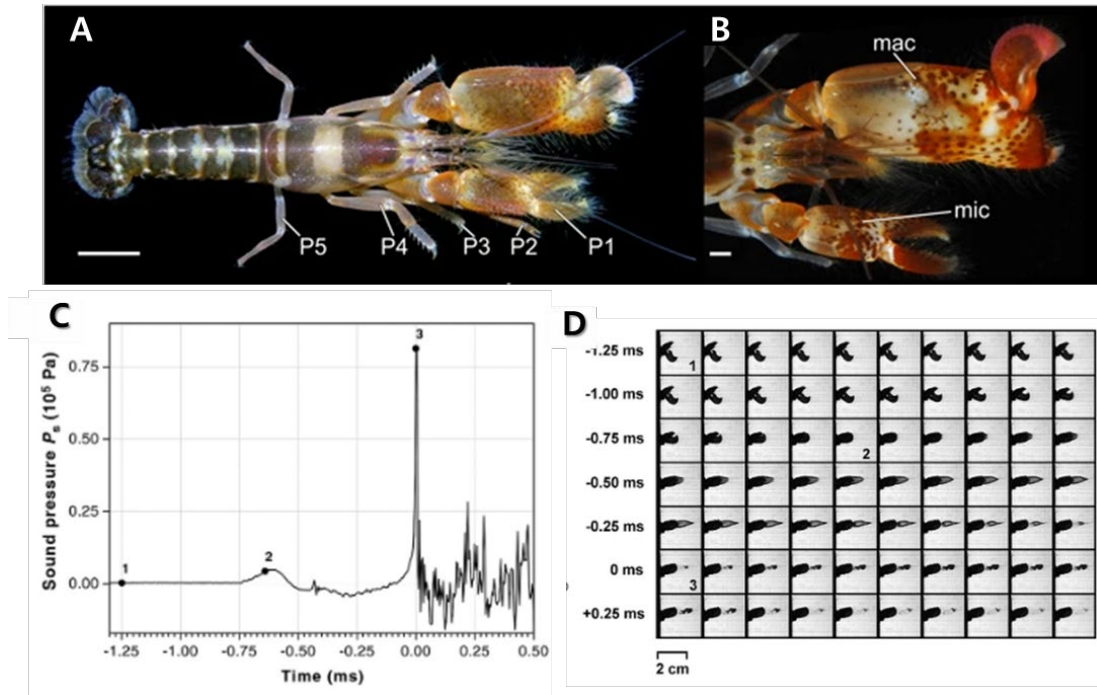 A
B
mac
mic
P5
P4
P3
P2
P1
C
Sound pressure Ps (10⁵ Pa)
0.75
0.50
0.25
0.00
1
2
3
-1.25
-1.00
-0.75
-0.50
-0.25
0.00
0.25
0.50
Time (ms)
D
-1.25 ms
1
-1.00 ms
-0.75 ms
2
-0.50 ms
-0.25 ms
0 ms
3
+0.25 ms
2 cm